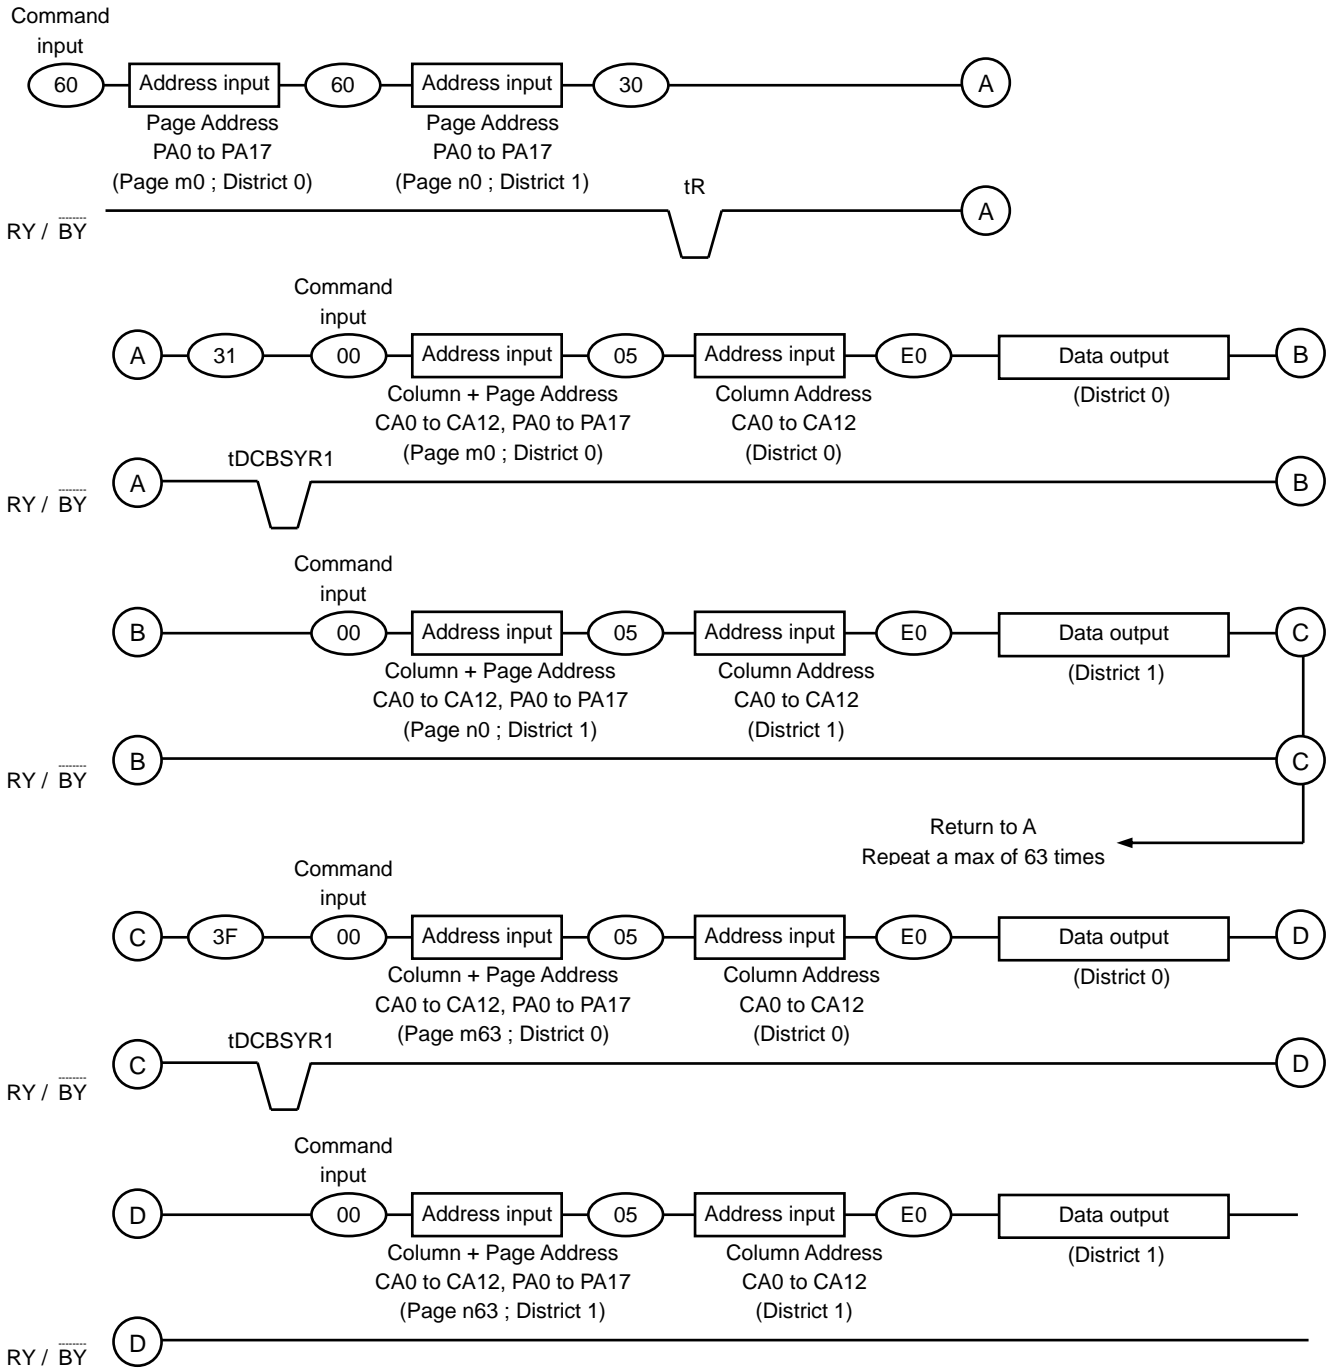 Command
input
60 Address input 60 Address input 30 A
Page Address Page Address
PA0 to PA17 PA0 to PA17
(Page m0 ; District 0) (Page n0 ; District 1)
tR
A
RY / BY
Command
input
A 31 00 Address input 05 Address input E0 Data output B
Column + Page Address Column Address (District 0)
CA0 to CA12, PA0 to PA17 CA0 to CA12
(Page m0 ; District 0) (District 0)
tDCBSYR1
A B
RY / BY
Command
input
B 00 Address input 05 Address input E0 Data output C
Column + Page Address Column Address (District 1)
CA0 to CA12, PA0 to PA17 CA0 to CA12
(Page n0 ; District 1) (District 1)
B C
RY / BY
Return to A
Repeat a max of 63 times
Command
input
C 3F 00 Address input 05 Address input E0 Data output D
Column + Page Address Column Address (District 0)
CA0 to CA12, PA0 to PA17 CA0 to CA12
(Page m63 ; District 0) (District 0)
tDCBSYR1
C D
RY / BY
Command
input
D 00 Address input 05 Address input E0 Data output
Column + Page Address Column Address (District 1)
CA0 to CA12, PA0 to PA17 CA0 to CA12
(Page n63 ; District 1) (District 1)
D
RY / BY